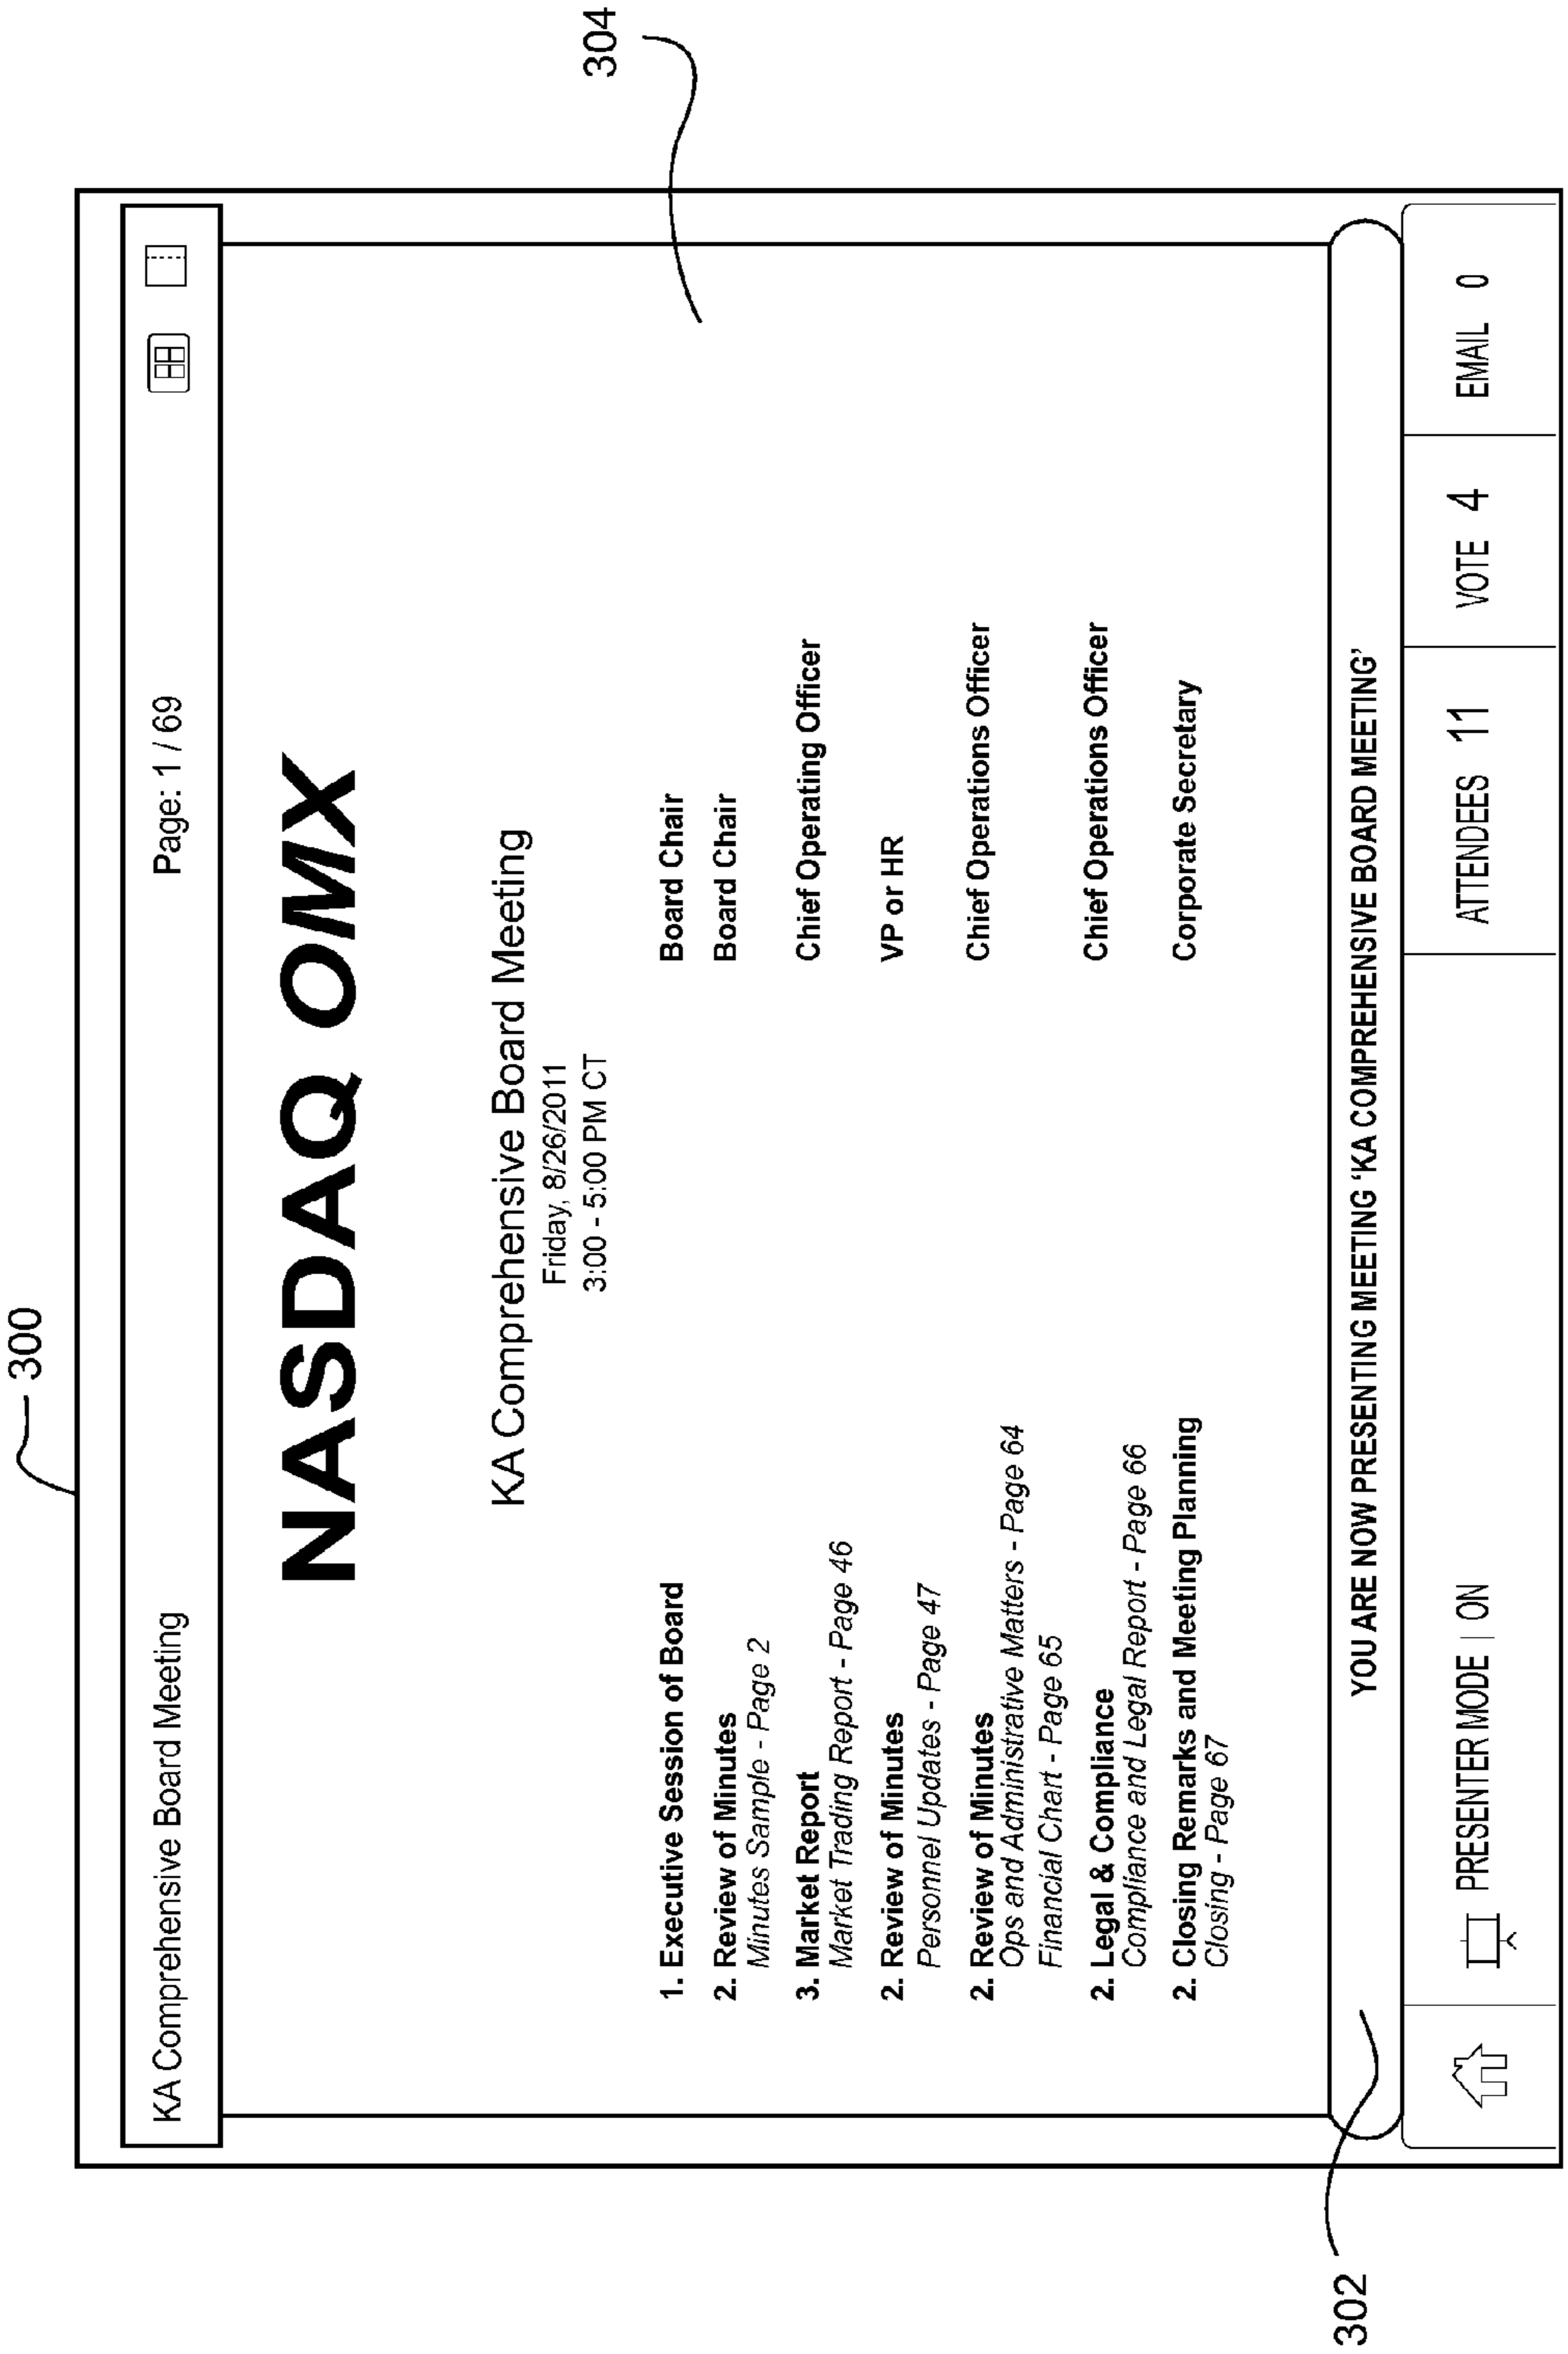 300
KA Comprehensive Board Meeting Page: 1 / 69
304
NASDAQ OMX
KA Comprehensive Board Meeting
Friday, 8/26/2011
3:00 - 5:00 PM CT
1. Executive Session of Board Board Chair
2. Review of Minutes Board Chair
Minutes Sample - Page 2
3. Market Report Chief Operating Officer
Market Trading Report - Page 46
2. Review of Minutes VP or HR
Personnel Updates - Page 47
2. Review of Minutes Chief Operations Officer
Ops and Administrative Matters - Page 64
Financial Chart - Page 65
2. Legal & Compliance Chief Operations Officer
Compliance and Legal Report - Page 66
2. Closing Remarks and Meeting Planning Corporate Secretary
Closing - Page 67
302
YOU ARE NOW PRESENTING MEETING ‘KA COMPREHENSIVE BOARD MEETING’
PRESENTER MODE | ON ATTENDEES 11 VOTE 4 EMAIL 0